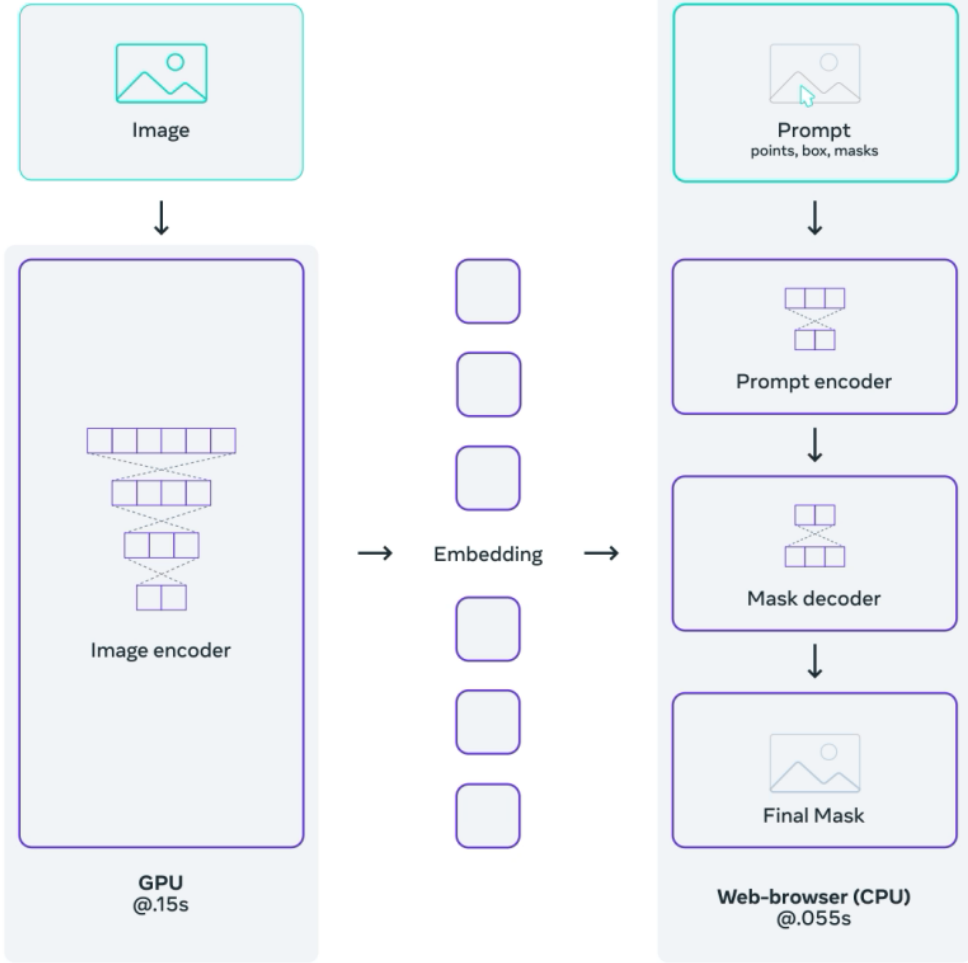 Image
Image encoder
GPU
@.15s
Embedding
Prompt
points, box, masks
Prompt encoder
Mask decoder
Final Mask
Web-browser (CPU)
@.055s